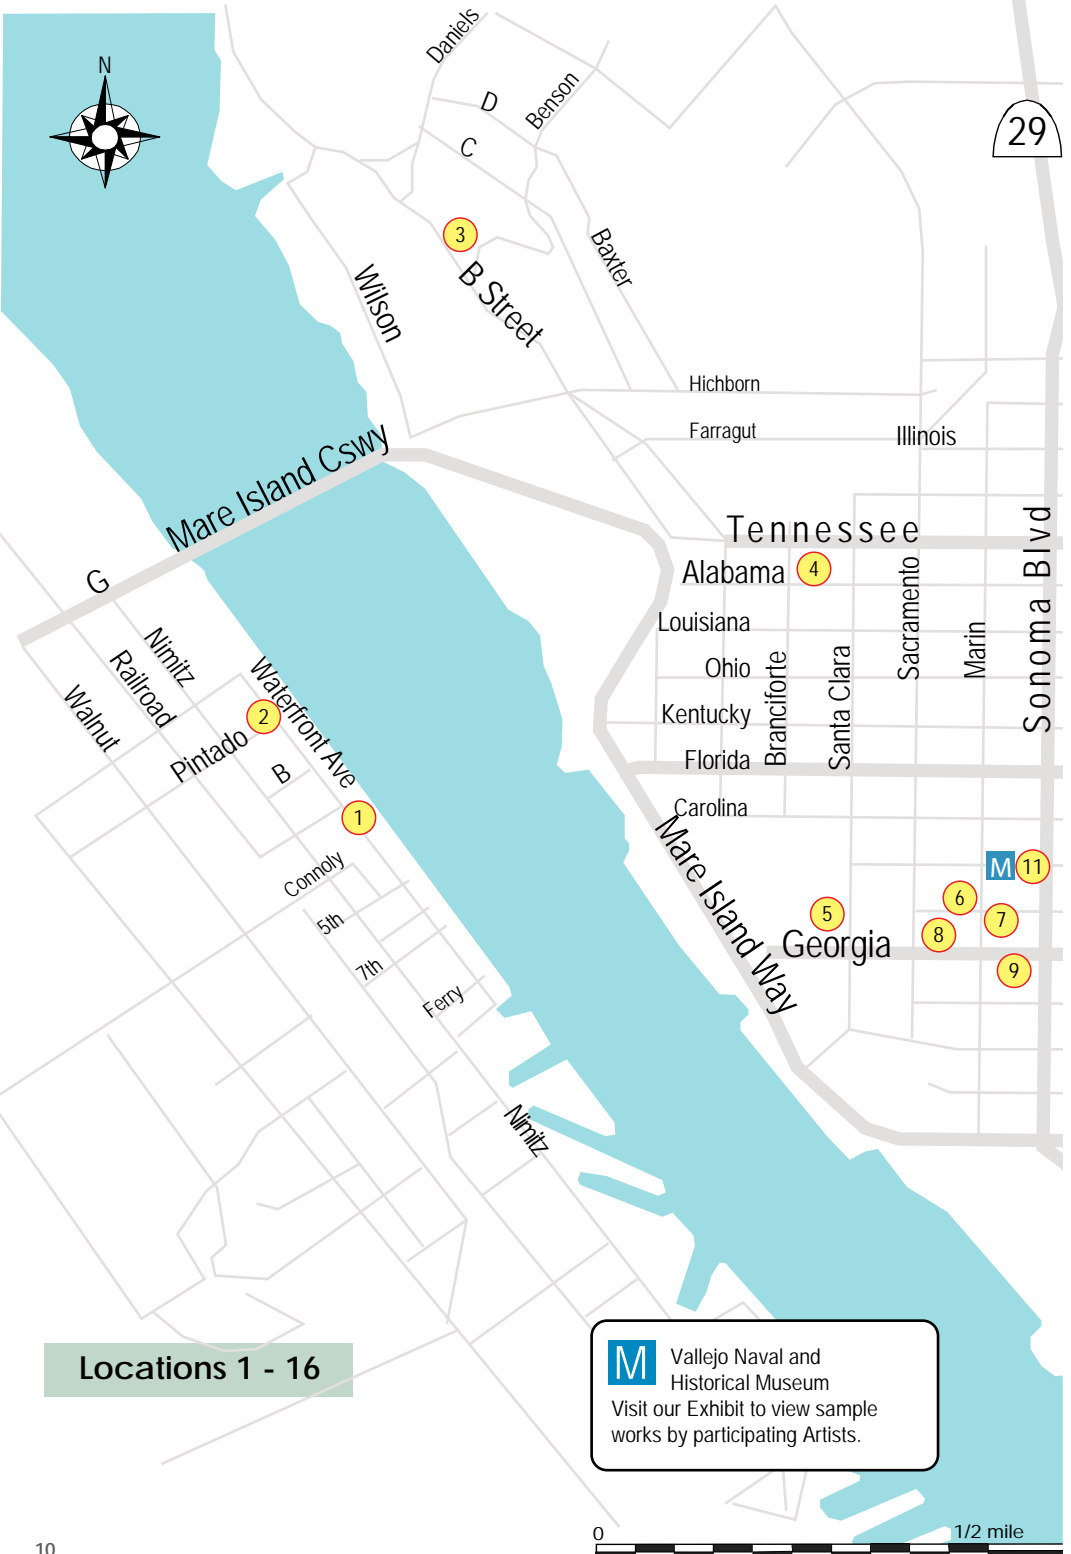 N
Daniels
D
Benson
C
29
3
Baxter
B Street
Wilson
Hichborn
Farragut
Illinois
Mare Island Cswy
Tennessee
Sonoma Blvd
G
Alabama
4
Sacramento
Louisiana
Marin
Nimitz
Railroad
Walnut
Waterfront Ave
Ohio
Branciforte
Santa Clara
2
Kentucky
Pintado
B
Florida
1
Carolina
Mare Island Way
Connoly
M
11
6
5th
5
7
8
Georgia
7th
9
Ferry
Nimitz
Locations 1 - 16
M
Vallejo Naval and
Historical Museum
Visit our Exhibit to view sample
works by participating Artists.
0
1/2 mile
10